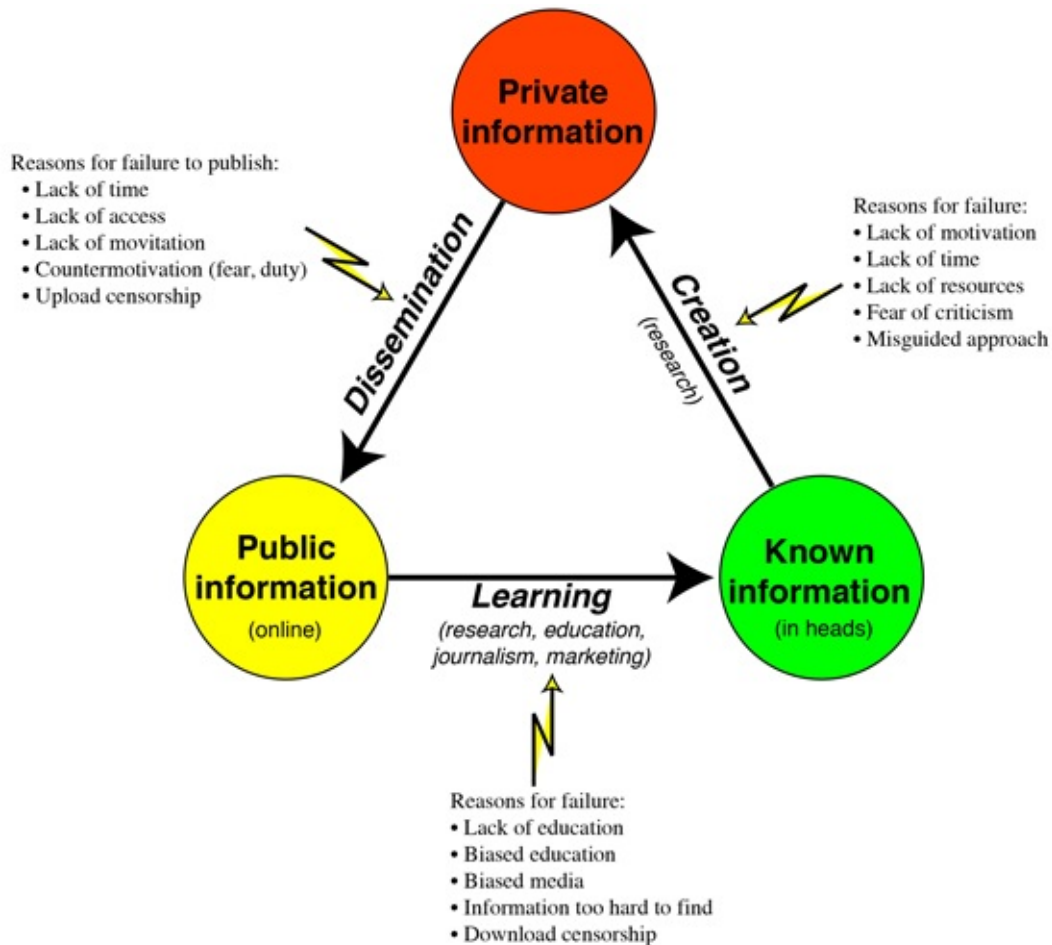 Private
information
Reasons for failure to publish:
• Lack of time
• Lack of access
• Lack of movitation
• Countermotivation (fear, duty)
• Upload censorship
Dissemination
Creation
(research)
Reasons for failure:
• Lack of motivation
• Lack of time
• Lack of resources
• Fear of criticism
• Misguided approach
Public
information
(online)
Learning
(research, education,
journalism, marketing)
Known
information
(in heads)
Reasons for failure:
• Lack of education
• Biased education
• Biased media
• Information too hard to find
• Download censorship